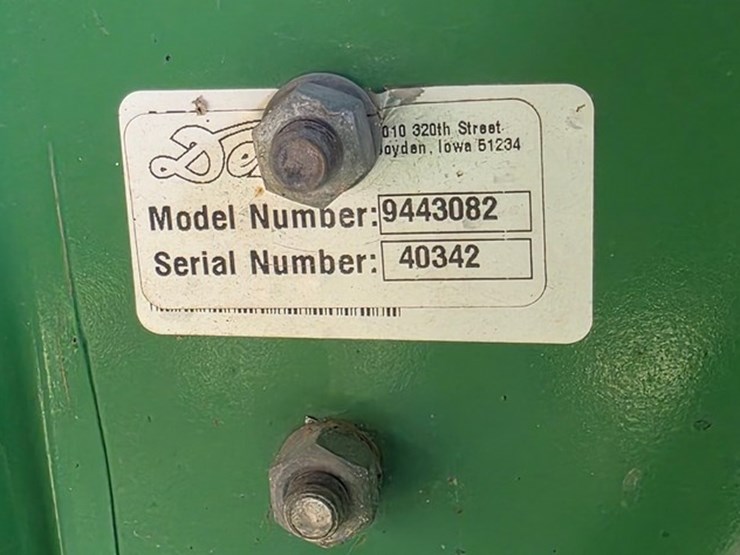 010 320th Street
oyden, Iowa 51234
Model Number: 9443082
Serial Number: 40342